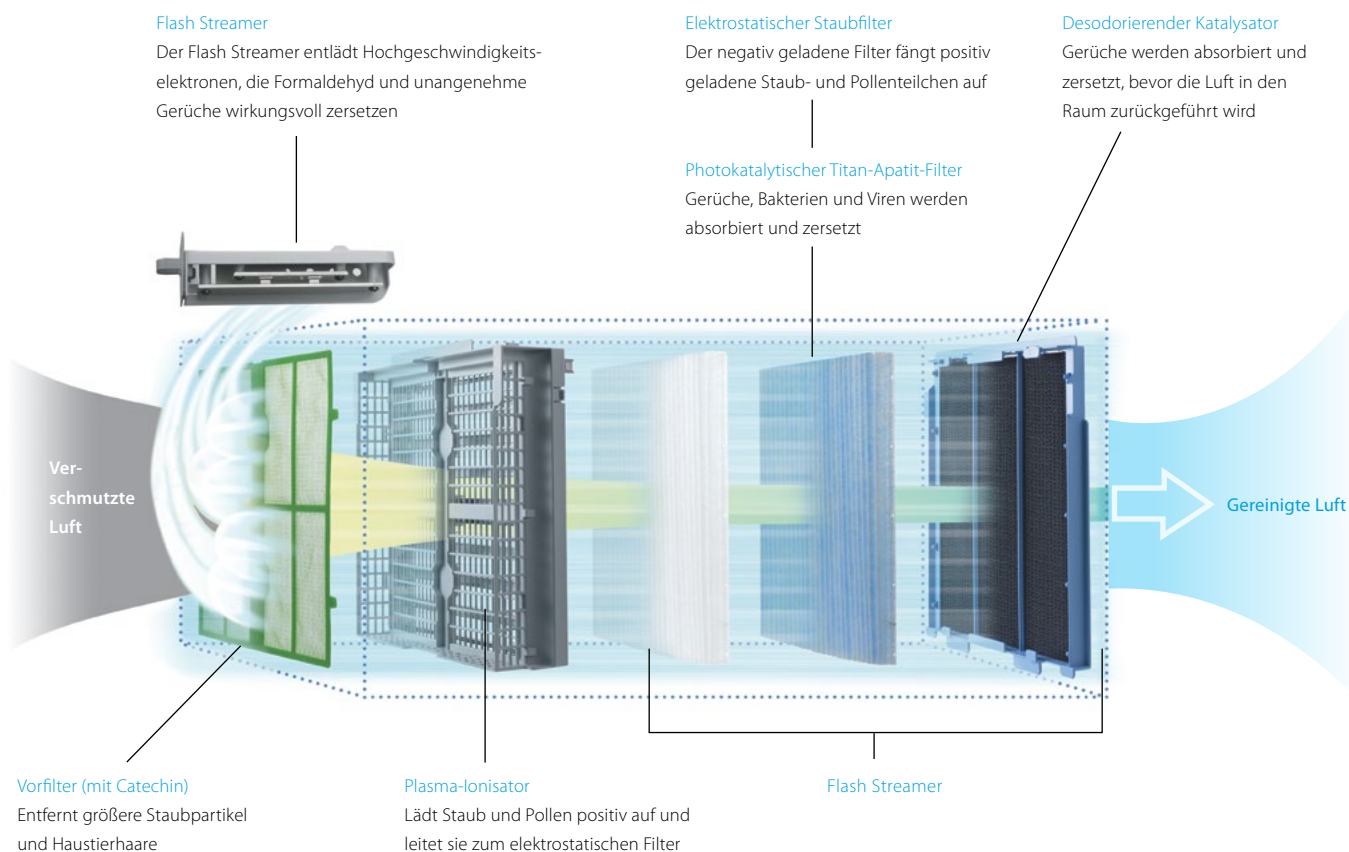 Flash Streamer
Der Flash Streamer entlädt Hochgeschwindigkeits-
elektronen, die Formaldehyd und unangenehme
Gerüche wirkungsvoll zersetzen
Elektrostatischer Staubfilter
Der negativ geladene Filter fängt positiv
geladene Staub- und Pollenteilchen auf
Desodorierender Katalysator
Gerüche werden absorbiert und
zersetzt, bevor die Luft in den
Raum zurückgeführt wird
Photokatalytischer Titan-Apatit-Filter
Gerüche, Bakterien und Viren werden
absorbiert und zersetzt
Ver-
schmutzte
Luft
Gereinigte Luft
Vorfilter (mit Catechin)
Entfernt größere Staubpartikel
und Haustierhaare
Plasma-Ionisator
Lädt Staub und Pollen positiv auf und
leitet sie zum elektrostatischen Filter
Flash Streamer